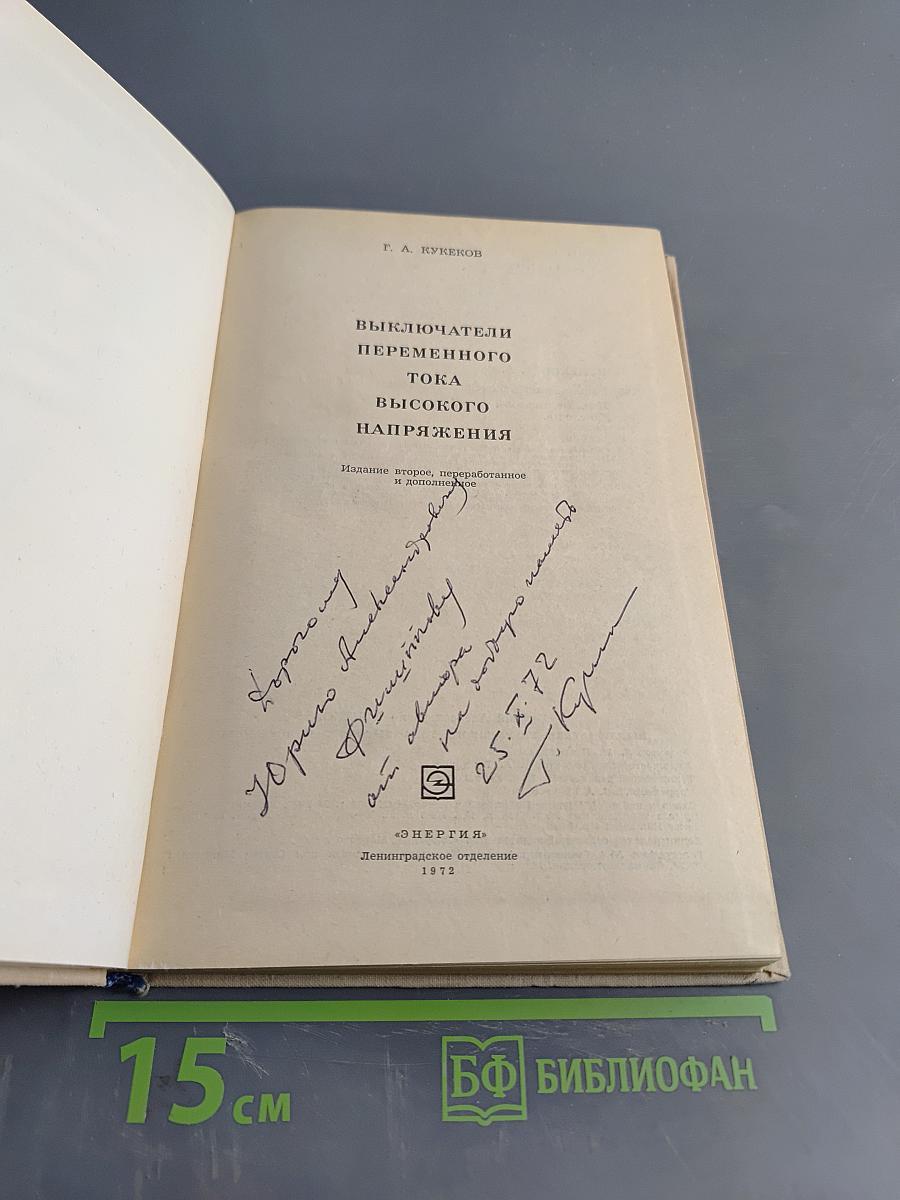 Г. А. КУКЕКОВ
ВЫКЛЮЧАТЕЛИ
ПЕРЕМЕННОГО
ТОКА
ВЫСОКОГО
НАПРЯЖЕНИЯ
Издание второе, переработанное
и дополненное
Дорогому
Юрию Александровичу
от автора
на добрую память
25.X.72
«ЭНЕРГИЯ»
Ленинградское отделение
1972
15 см
БФ БИБЛИОФАН